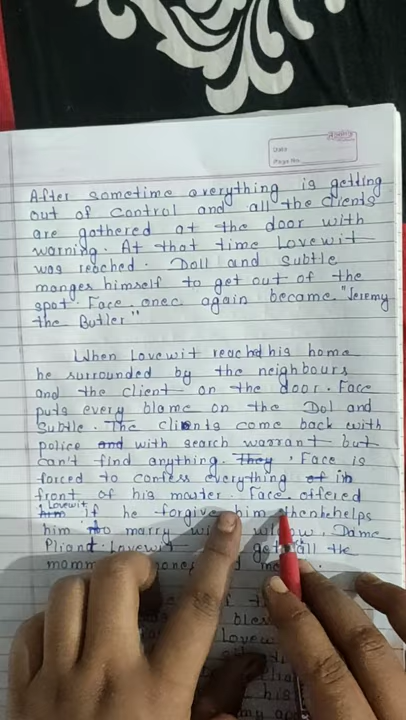 Date
Page No.
After sometime everything is getting
out of control and all the clients
are gathered at the door with
warning. At that time Lovewit
was reached. Doll and Subtle
manges himself to get out of the
spot. Face onec again became "Jeremy
the Butler"
When Lovewit reached his home
he surrounded by the neighbours
and the client on the door. Face
puts every blame on the Dol and
Subtle. The clients come back with
police and with search warrant but
can't find anything. They, Face is
forced to confess everything of in
front of his master. Face offered
him Lovewit if he forgive him then he helps
him to marry widow, Dame
Pliant. Lovewit get all the